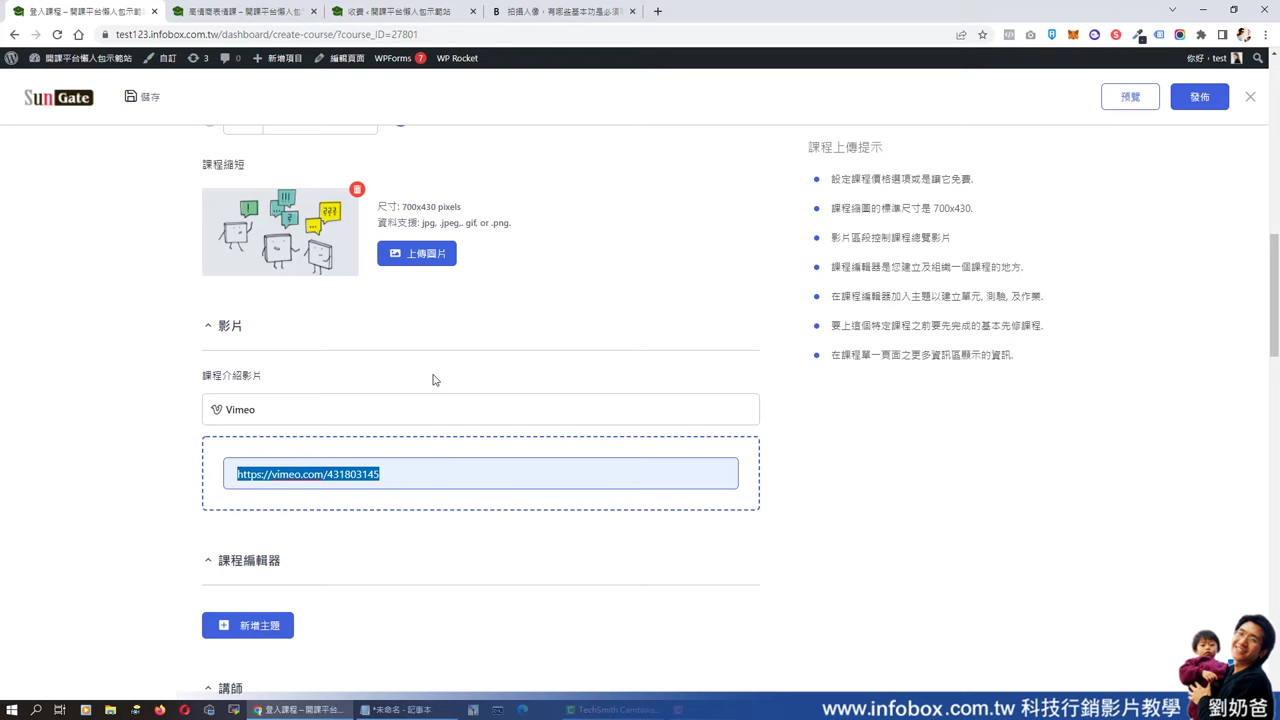 登入課程 – 開課平台懶人包示
高情商表情課 – 開課平台懶人包
收費 ‹ 開課平台懶人包示範站
拍攝人像，有哪些基本功是必須
test123.infobox.com.tw/dashboard/create-course/?course_ID=27801
開課平台懶人包示範站
自訂
3
0
新增項目
編輯頁面
WPForms 7
WP Rocket
你好，test
Sun Gate
儲存
預覽
發佈
課程縮短
尺寸: 700x430 pixels
資料支援: jpg, .jpeg,. gif, or .png.
上傳圖片
影片
課程介紹影片
Vimeo
https://vimeo.com/431803145
課程編輯器
新增主題
講師
課程上傳提示
設定課程價格選項或是讓它免費.
課程縮圖的標準尺寸是 700x430.
影片區段控制課程總覽影片
課程編輯器是您建立及組織一個課程的地方.
在課程編輯器加入主題以建立單元, 測驗, 及作業.
要上這個特定課程之前要先完成的基本先修課程.
在課程單一頁面之更多資訊區顯示的資訊.
登入課程 – 開課平台...
*未命名 - 記事本
TechSmith Camtasia...
www.infobox.com.tw 科技行銷影片教學
劉奶爸